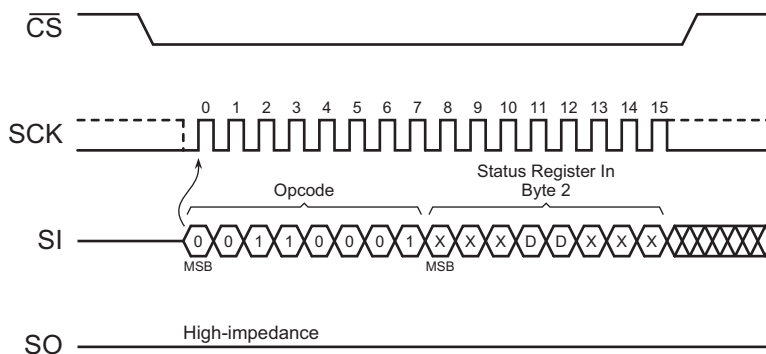 CS
0 1 2 3 4 5 6 7 8 9 10 11 12 13 14 15
SCK
Opcode
Status Register In
Byte 2
SI
0 0 1 1 0 0 0 1 X X X D D X X X
MSB MSB
High-impedance
SO